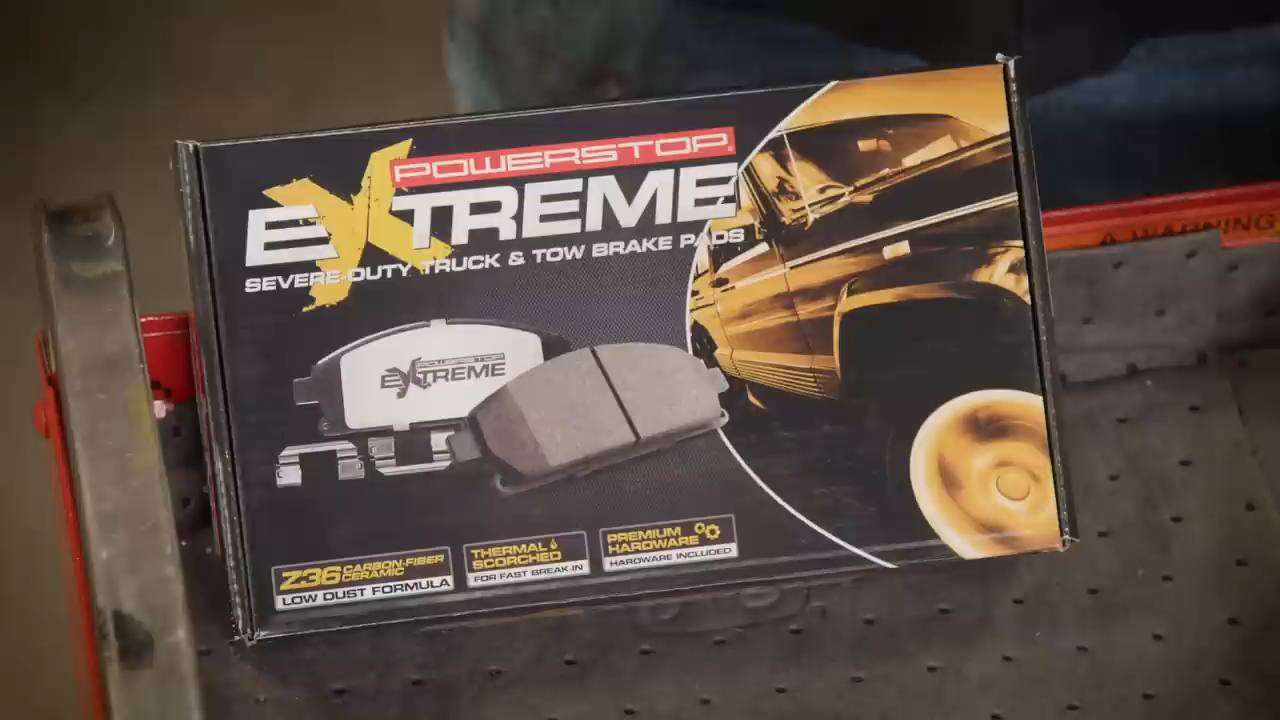 POWERSTOP®
EXTREME
SEVERE-DUTY TRUCK & TOW BRAKE PADS
POWERSTOP
EXTREME
Z36 CARBON-FIBER CERAMIC
LOW DUST FORMULA
THERMAL SCORCHED
FOR FAST BREAK-IN
PREMIUM HARDWARE
HARDWARE INCLUDED
WARNING